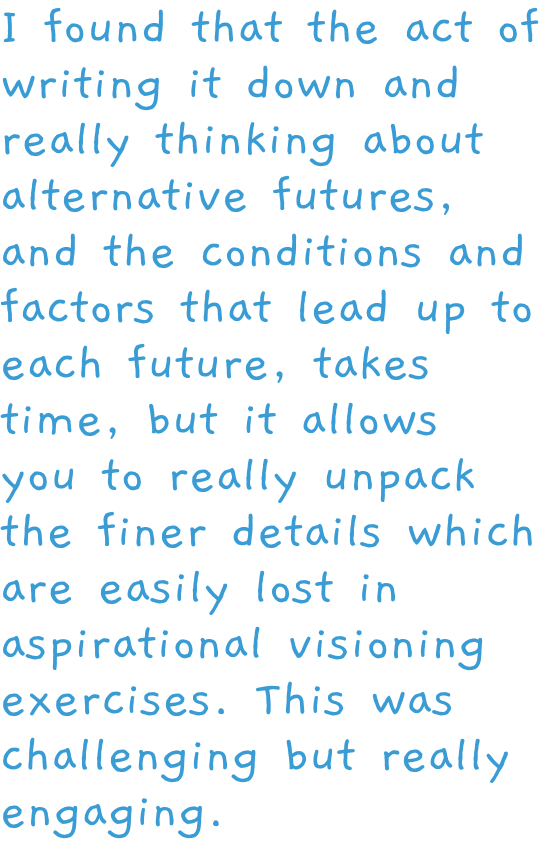 I found that the act of
writing it down and
really thinking about
alternative futures,
and the conditions and
factors that lead up to
each future, takes
time, but it allows
you to really unpack
the finer details which
are easily lost in
aspirational visioning
exercises. This was
challenging but really
engaging.